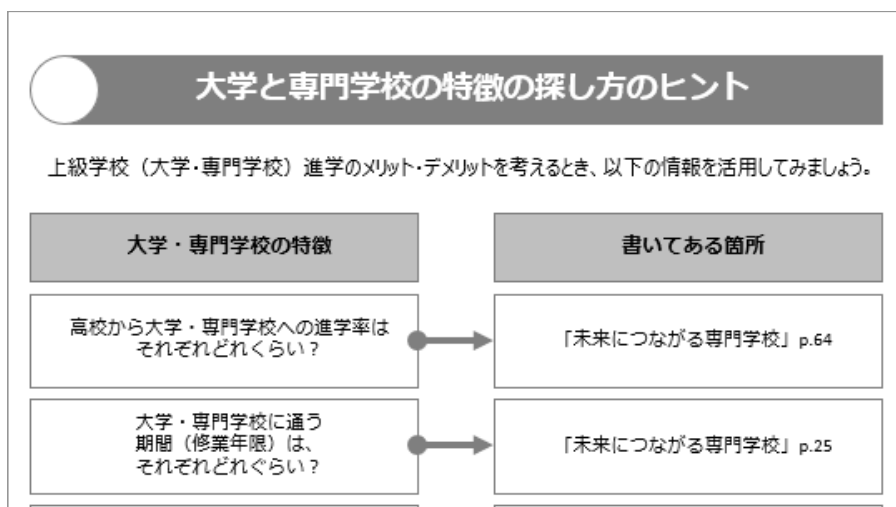 大学と専門学校の特徴の探し方のヒント
上級学校（大学・専門学校）進学のメリット・デメリットを考えるとき、以下の情報を活用してみましょう。
大学・専門学校の特徴
書いてある箇所
高校から大学・専門学校への進学率は
それぞれどれくらい？
「未来につながる専門学校」p.64
大学・専門学校に通う
期間（修業年限）は、
それぞれどれぐらい？
「未来につながる専門学校」p.25